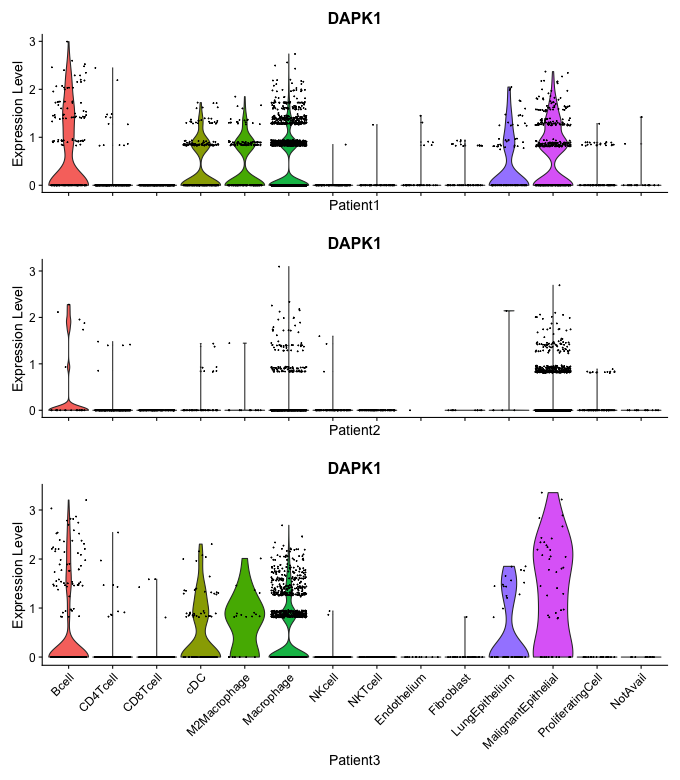 DAPK1
Expression Level
3
2
1
0
Patient1
DAPK1
Expression Level
3
2
1
0
Patient2
DAPK1
Expression Level
3
2
1
0
Bcell
CD4Tcell
CD8Tcell
cDC
M2Macrophage
Macrophage
NKcell
NKTcell
Endothelium
Fibroblast
LungEpithelium
MalignantEpithelial
ProliferatingCell
NotAvail
Patient3